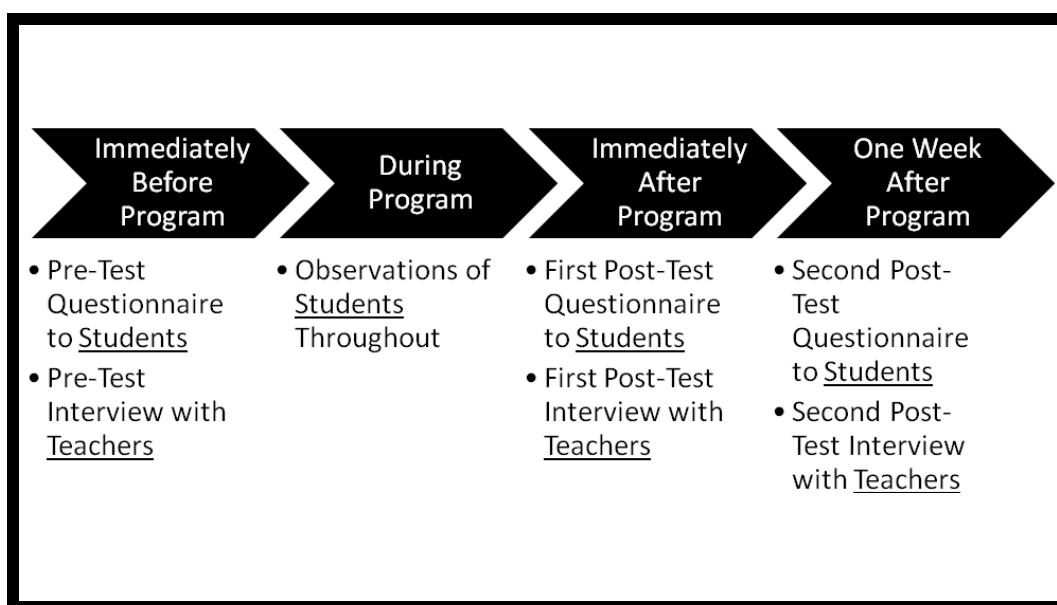 Immediately
Before
Program
• Pre-Test
Questionnaire
to Students
• Pre-Test
Interview with
Teachers
During
Program
• Observations of
Students
Throughout
Immediately
After
Program
• First Post-Test
Questionnaire
to Students
• First Post-Test
Interview with
Teachers
One Week
After
Program
• Second Post-
Test
Questionnaire
to Students
• Second Post-
Test Interview
with Teachers